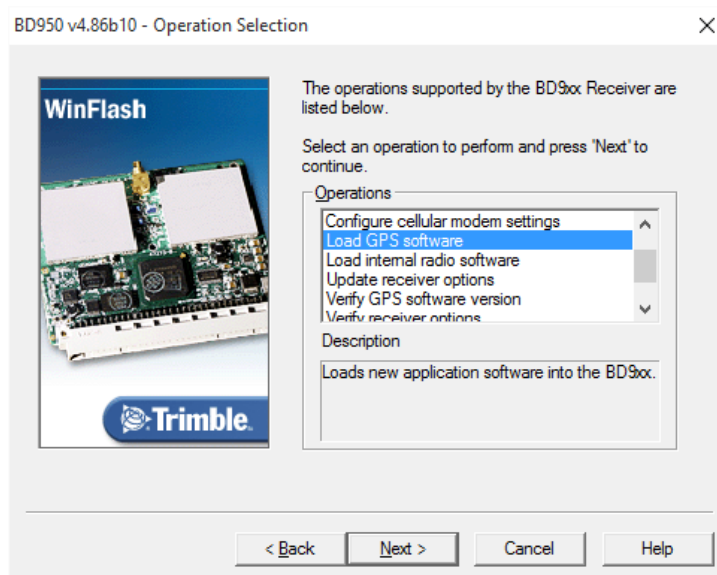 BD950 v4.86b10 - Operation Selection
WinFlash
Trimble.
The operations supported by the BD9xx Receiver are
listed below.
Select an operation to perform and press 'Next' to
continue.
Operations
Configure cellular modem settings
Load GPS software
Load internal radio software
Update receiver options
Verify GPS software version
Verify receiver options
Description
Loads new application software into the BD9xx.
< Back
Next >
Cancel
Help